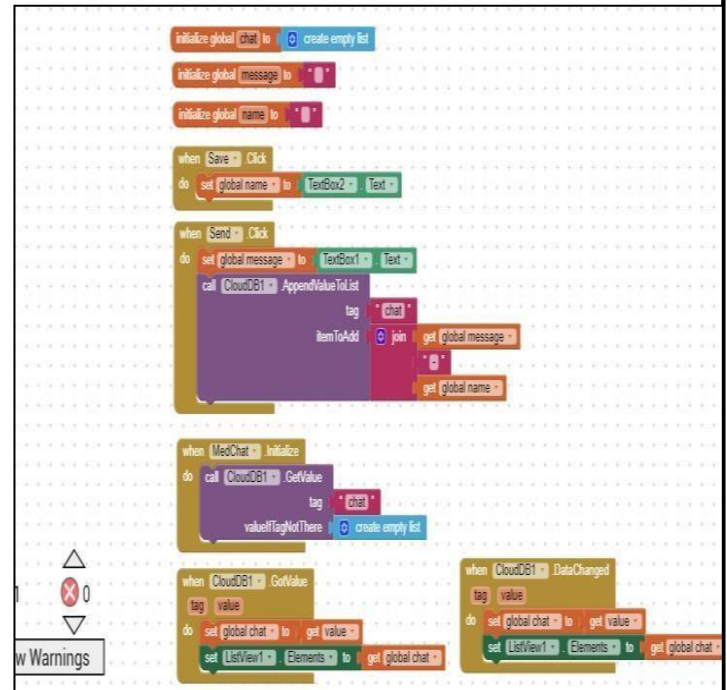 initialize global chat to create empty list
initialize global message to " "
initialize global name to " "
when Save .Click
do set global name to TextBox2 . Text
when Send .Click
do set global message to TextBox1 . Text
call CloudDB1 .AppendValueToList
tag " chat "
itemToAdd join get global message
" - "
get global name
when MedChat .Initialize
do call CloudDB1 .GetValue
tag " chat "
valueIfTagNotThere create empty list
when CloudDB1 .GotValue
tag value
do set global chat to get value
set ListView1 . Elements to get global chat
when CloudDB1 .DataChanged
tag value
do set global chat to get value
set ListView1 . Elements to get global chat
0
w Warnings